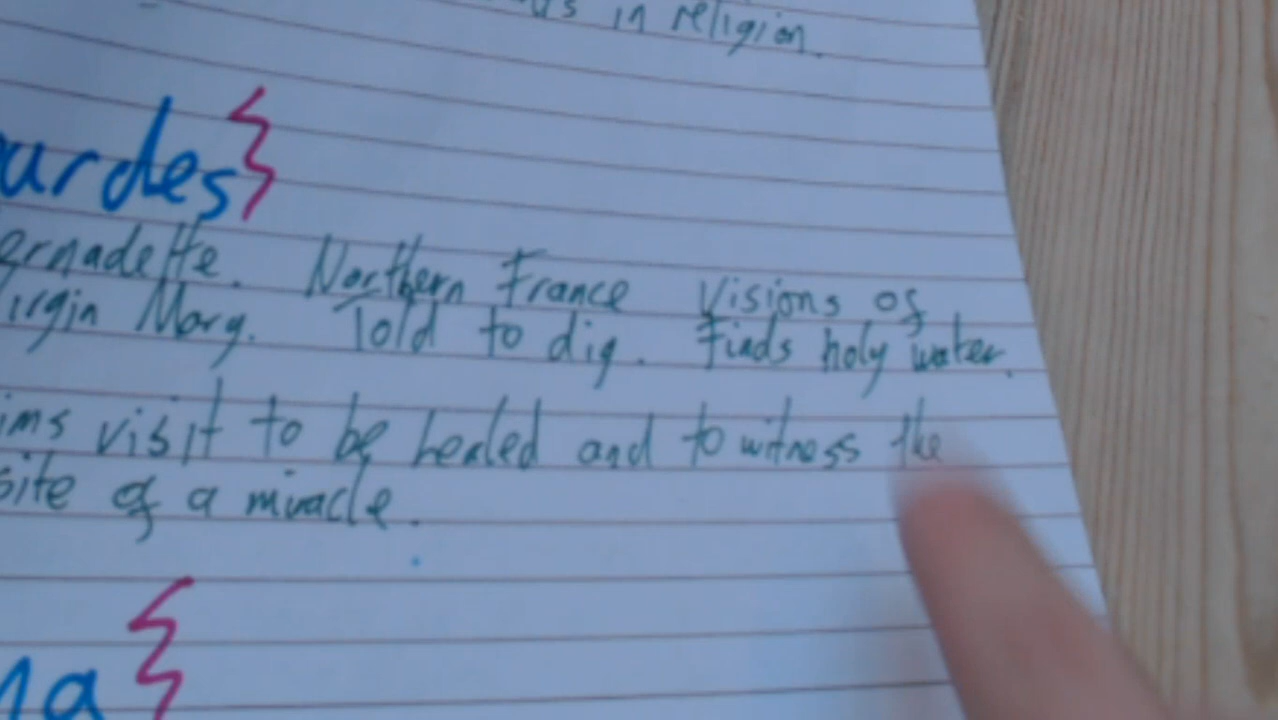 in religion.
urdes
ernadette. Northern France Visions of
irgin Mary. Told to dig. Finds holy water.
ims visit to be healed and to witness the
site of a miracle.
na